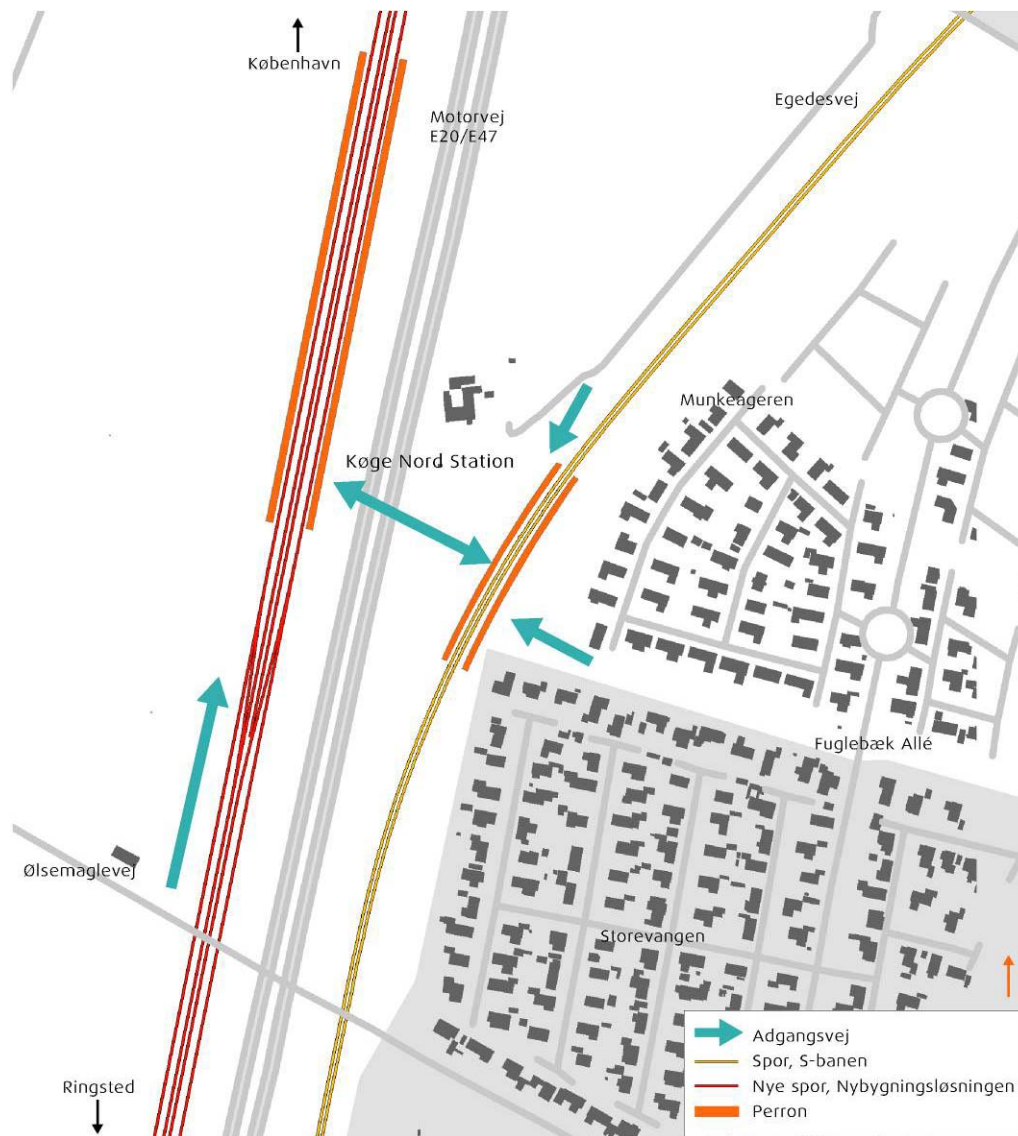 København
Motorvej
E20/E47
Egedesvej
Munkeageren
Køge Nord Station
Fuglebæk Allé
Ølsemaglevej
Storevangen
Ringsted
Adgangsvej
Spor, S-banen
Nye spor, Nybygningsløsningen
Perron